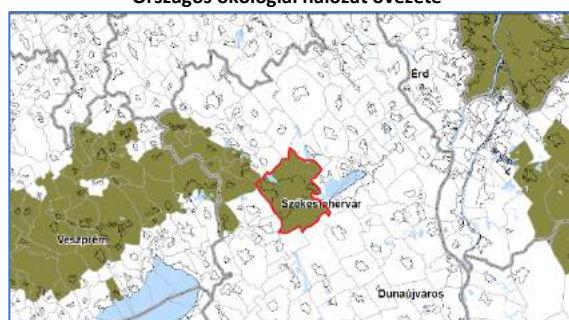 Országos ökológiai hálózat övezete
Érd
Székesfehérvár
Veszprém
Dunaújváros